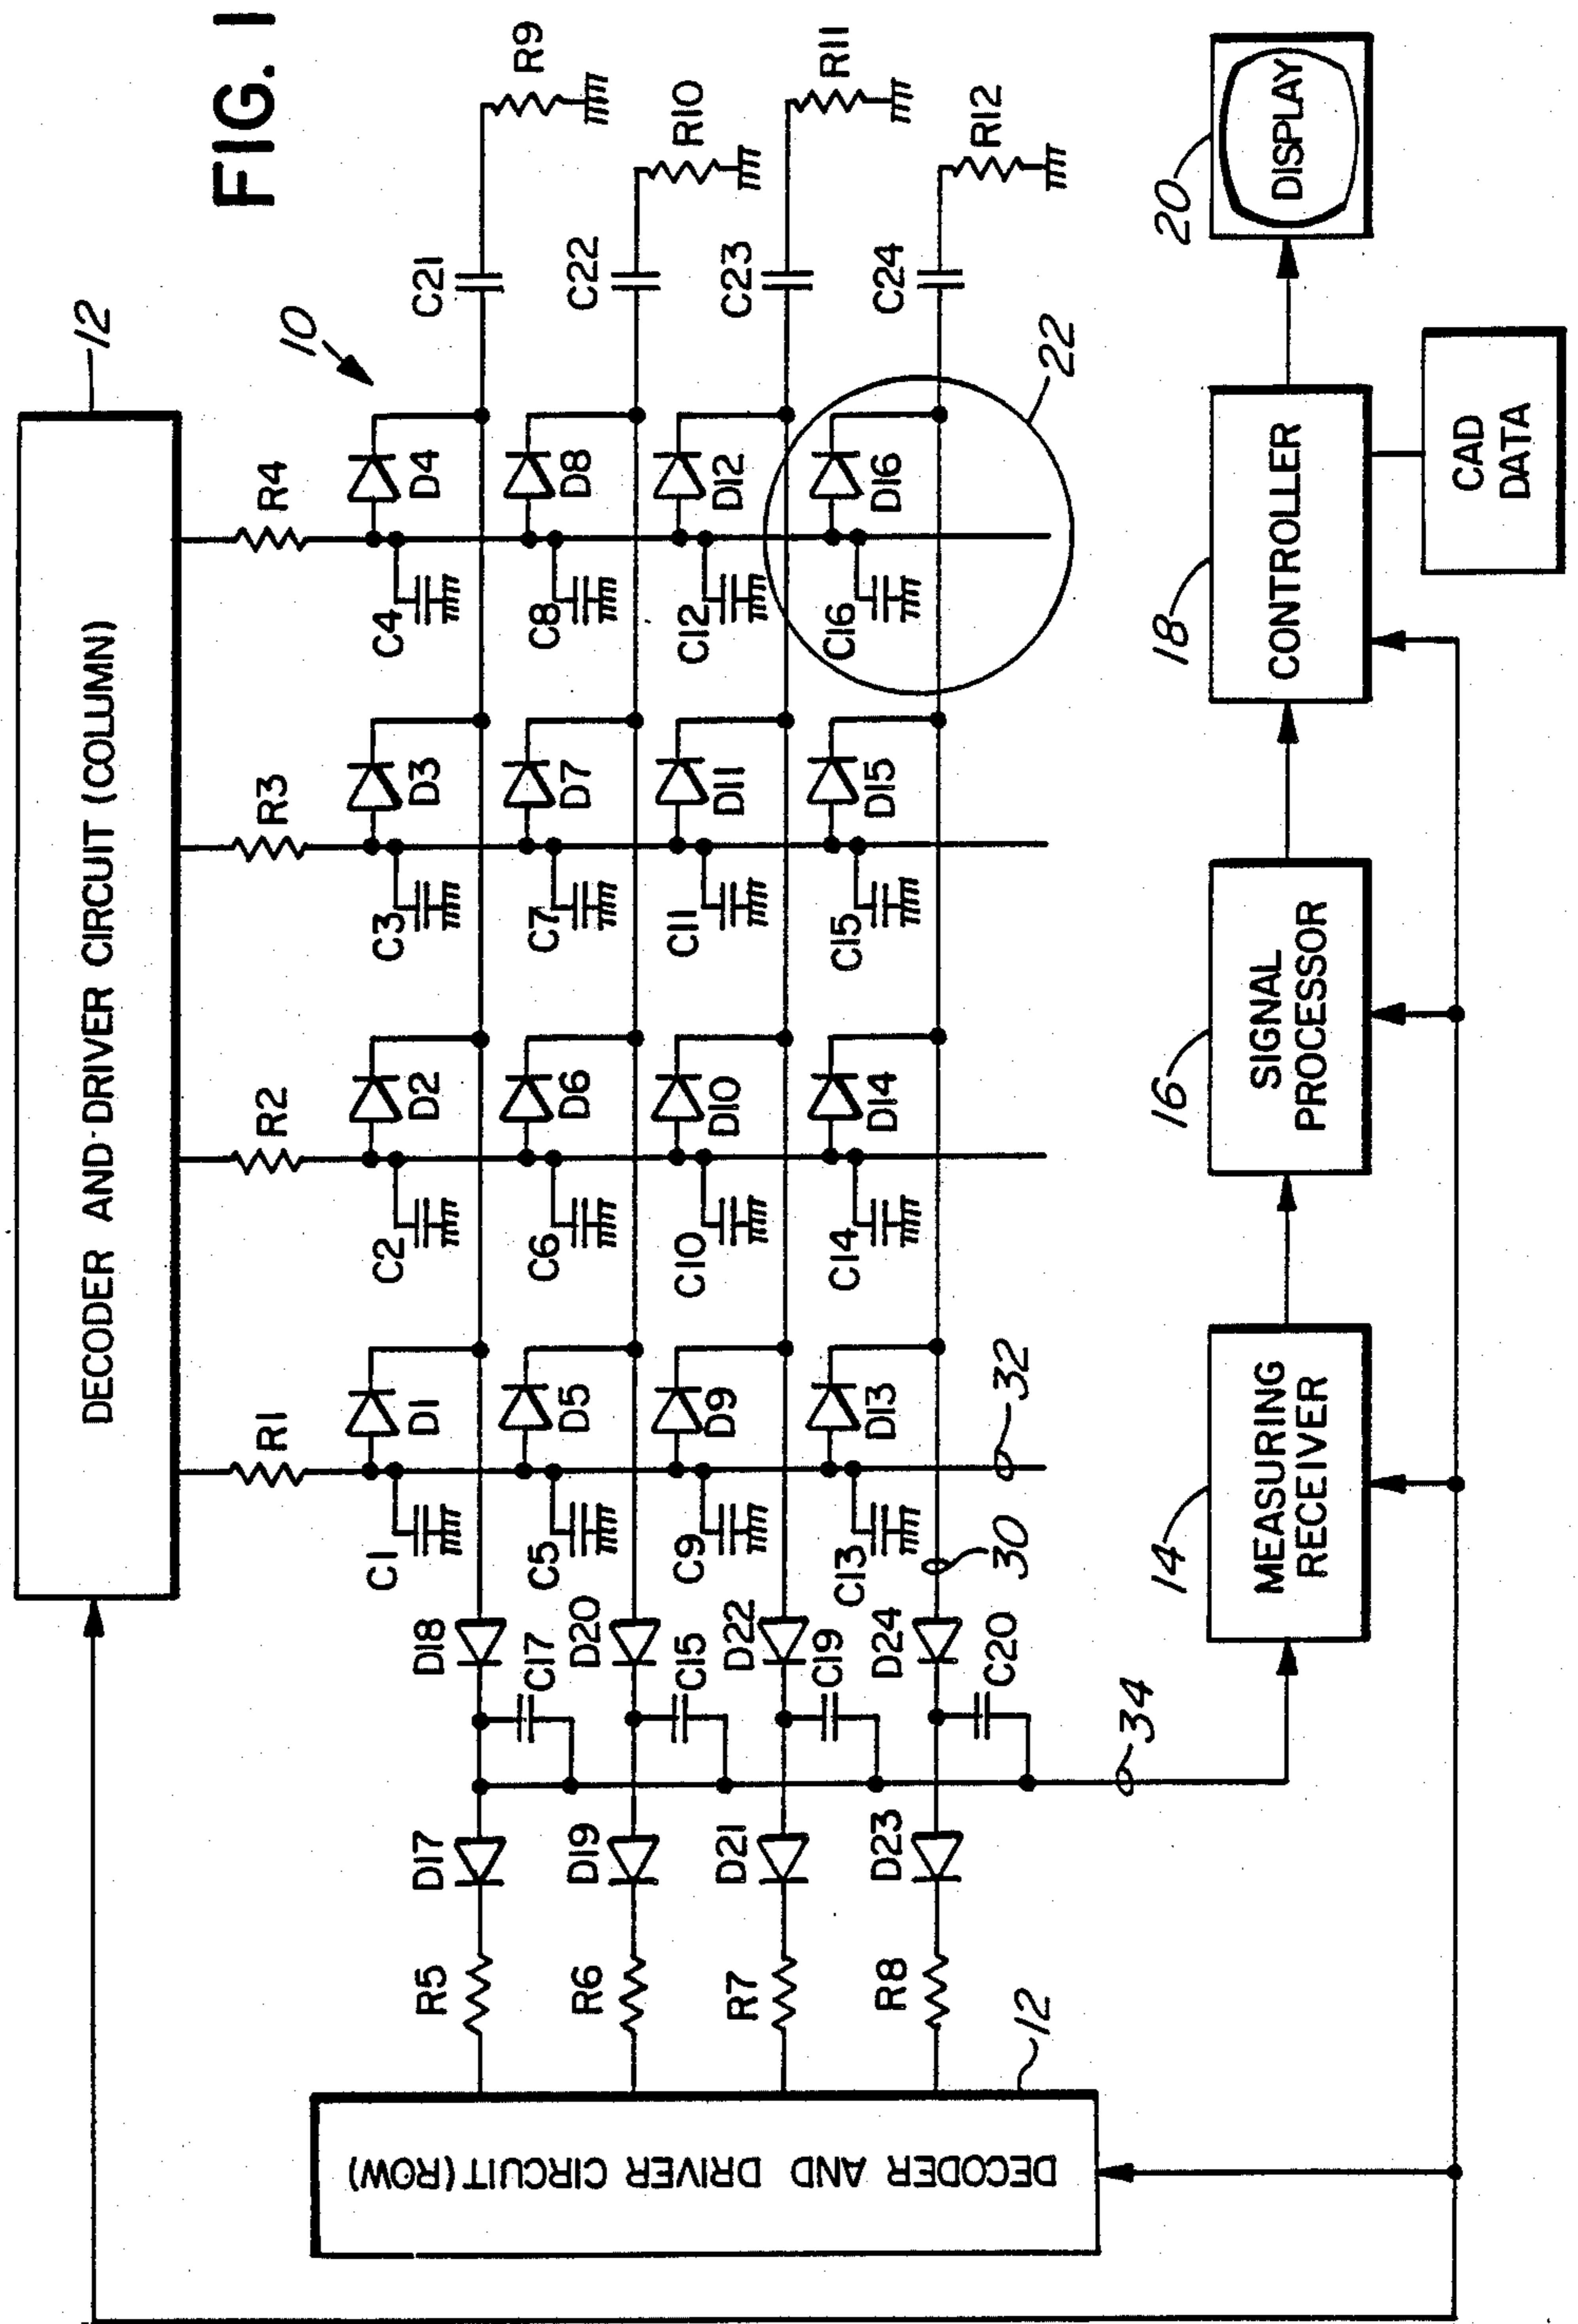 FIG. 1
DECODER AND DRIVER CIRCUIT (COLUMN)
12
10
R1
R2
R3
R4
D1
D2
D3
D4
C1
C2
C3
C4
R5
D17
D18
C17
C21
R9
D5
D6
D7
D8
C5
C6
C7
C8
R6
D19
D20
C15
C22
R10
D9
D10
D11
D12
C9
C10
C11
C12
R7
D21
D22
C19
C23
R11
D13
D14
D15
D16
C13
C14
C15
C16
R8
D23
D24
C20
C24
R12
22
30
32
34
12
DECODER AND DRIVER CIRCUIT (ROW)
14
MEASURING
RECEIVER
16
SIGNAL
PROCESSOR
18
CONTROLLER
20
DISPLAY
CAD
DATA